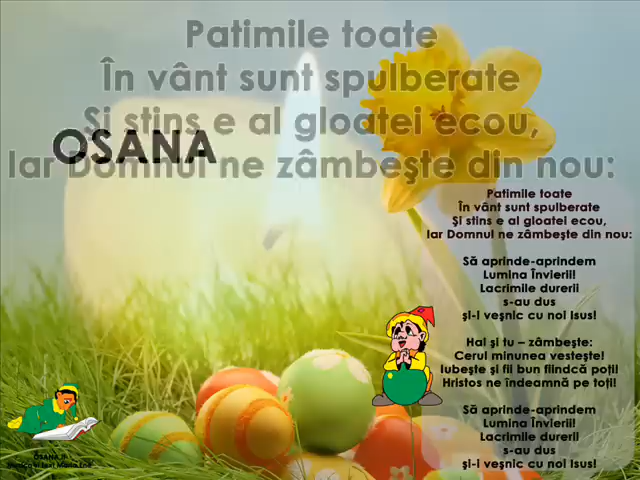 Patimile toate
În vânt sunt spulberate
Şi stins e al gloatei ecou,
Iar Domnul ne zâmbeşte din nou:
OSANA
Patimile toate
În vânt sunt spulberate
Şi stins e al gloatei ecou,
Iar Domnul ne zâmbeşte din nou:
Să aprinde-aprindem
Lumina Învierii!
Lacrimile durerii
s-au dus
şi-i veşnic cu noi Isus!
Hai şi tu – zâmbeşte:
Cerul minunea vesteşte!
Iubeşte şi fii bun fiindcă poţi!
Hristos ne îndeamnă pe toţi!
Să aprinde-aprindem
Lumina Învierii!
Lacrimile durerii
s-au dus
şi-i veşnic cu noi Isus!
OSANA